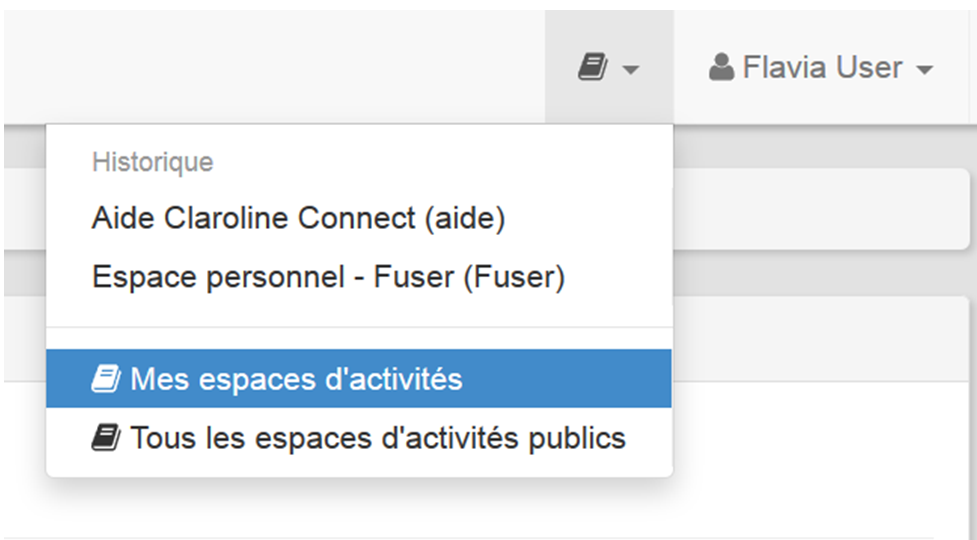 Flavia User
Historique
Aide Claroline Connect (aide)
Espace personnel - Fuser (Fuser)
Mes espaces d'activités
Tous les espaces d'activités publics